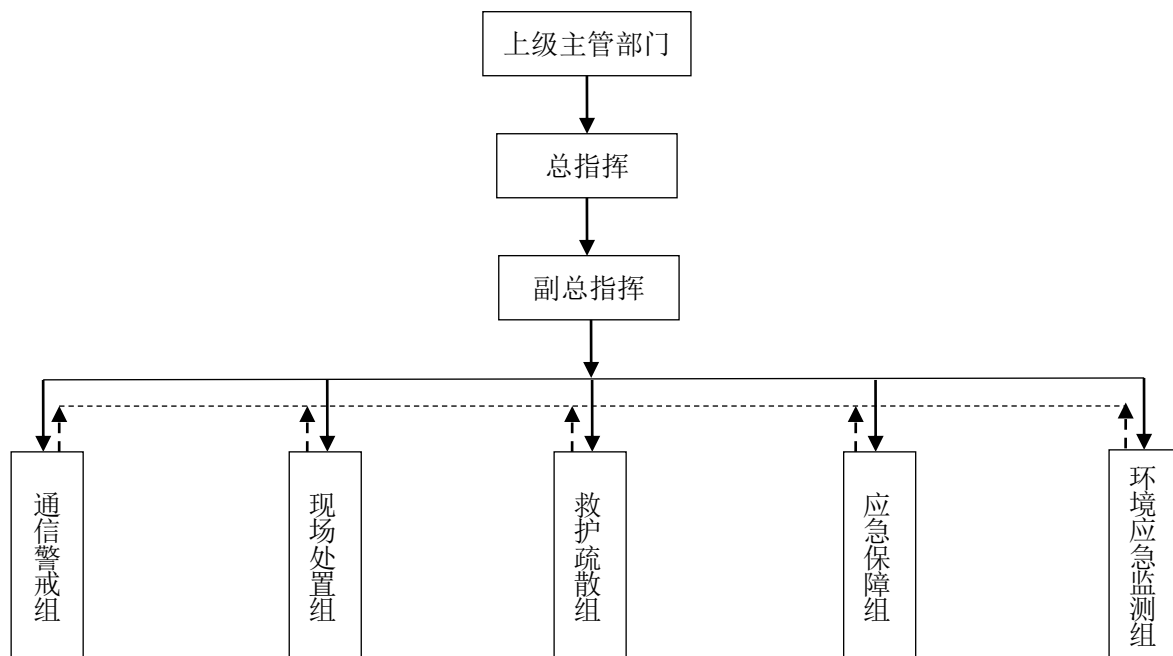 上级主管部门
总指挥
副总指挥
通信警戒组
现场处置组
救护疏散组
应急保障组
环境应急监测组